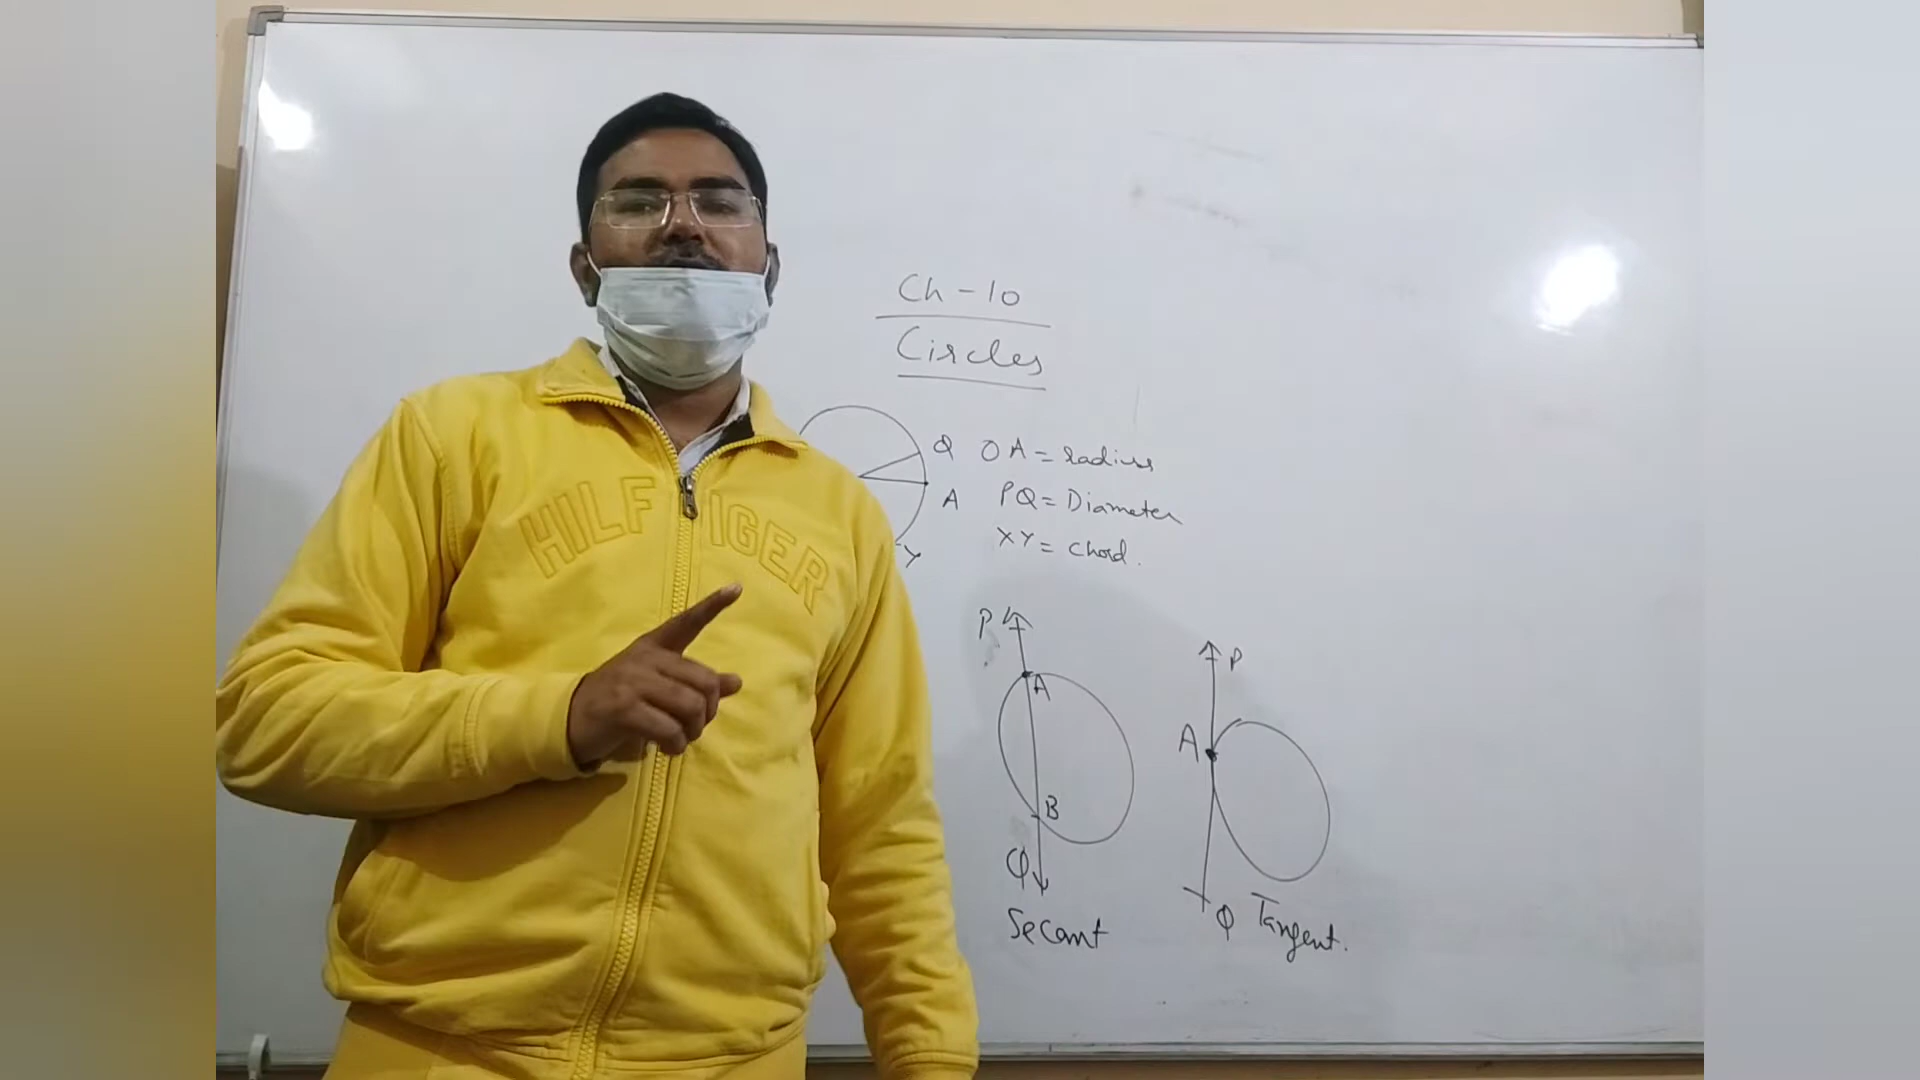 Ch-10
Circles
Q
OA = radius
A
PQ = Diameter
XY = chord.
Y
HILFIGER
P
A
B
Q
Secant
P
A
Q
Tangent.